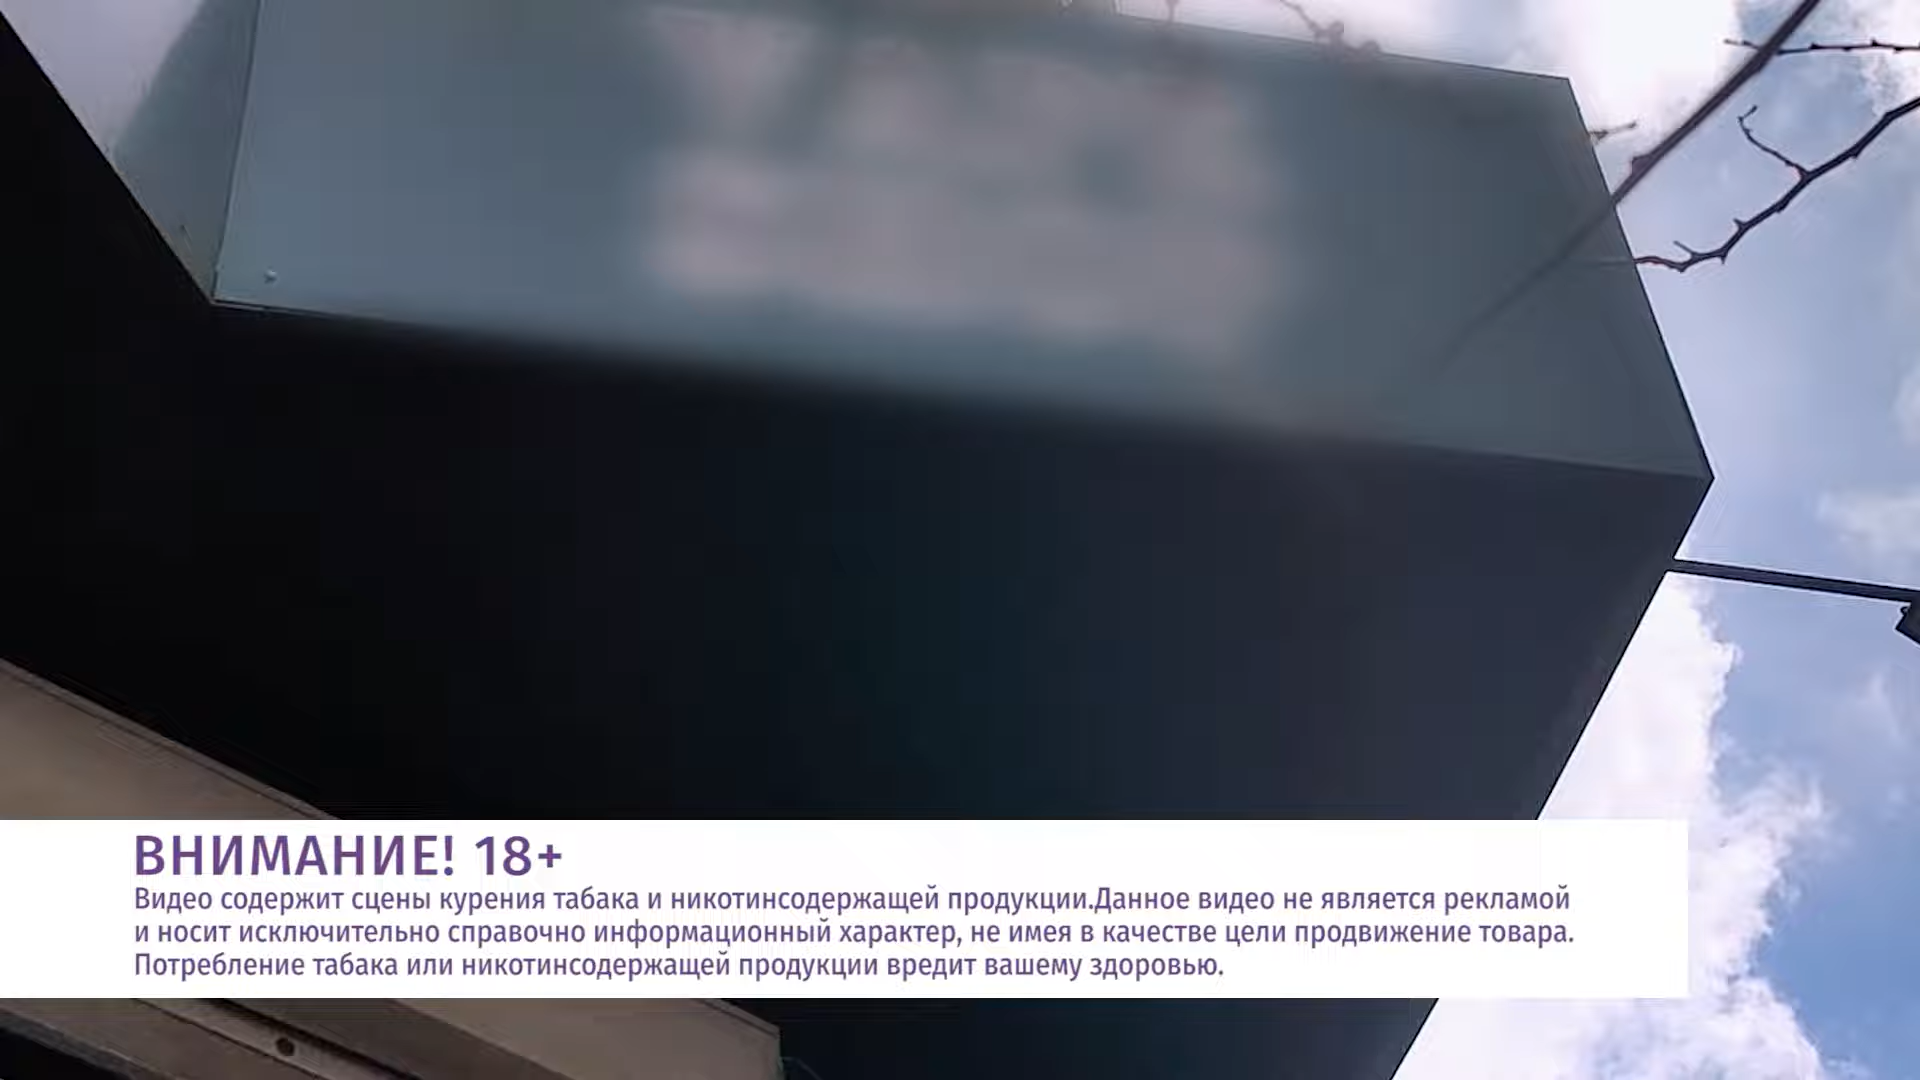 ВНИМАНИЕ! 18+
Видео содержит сцены курения табака и никотинсодержащей продукции.Данное видео не является рекламой
и носит исключительно справочно информационный характер, не имея в качестве цели продвижение товара.
Потребление табака или никотинсодержащей продукции вредит вашему здоровью.